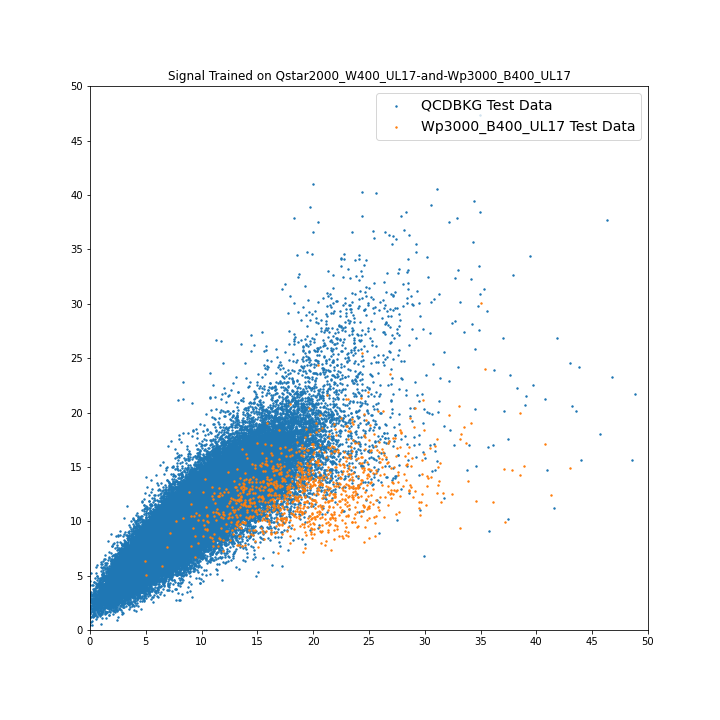 Signal Trained on Qstar2000_W400_UL17-and-Wp3000_B400_UL17
QCDBKG Test Data
Wp3000_B400_UL17 Test Data
50
45
40
35
30
25
20
15
10
5
0
0 5 10 15 20 25 30 35 40 45 50